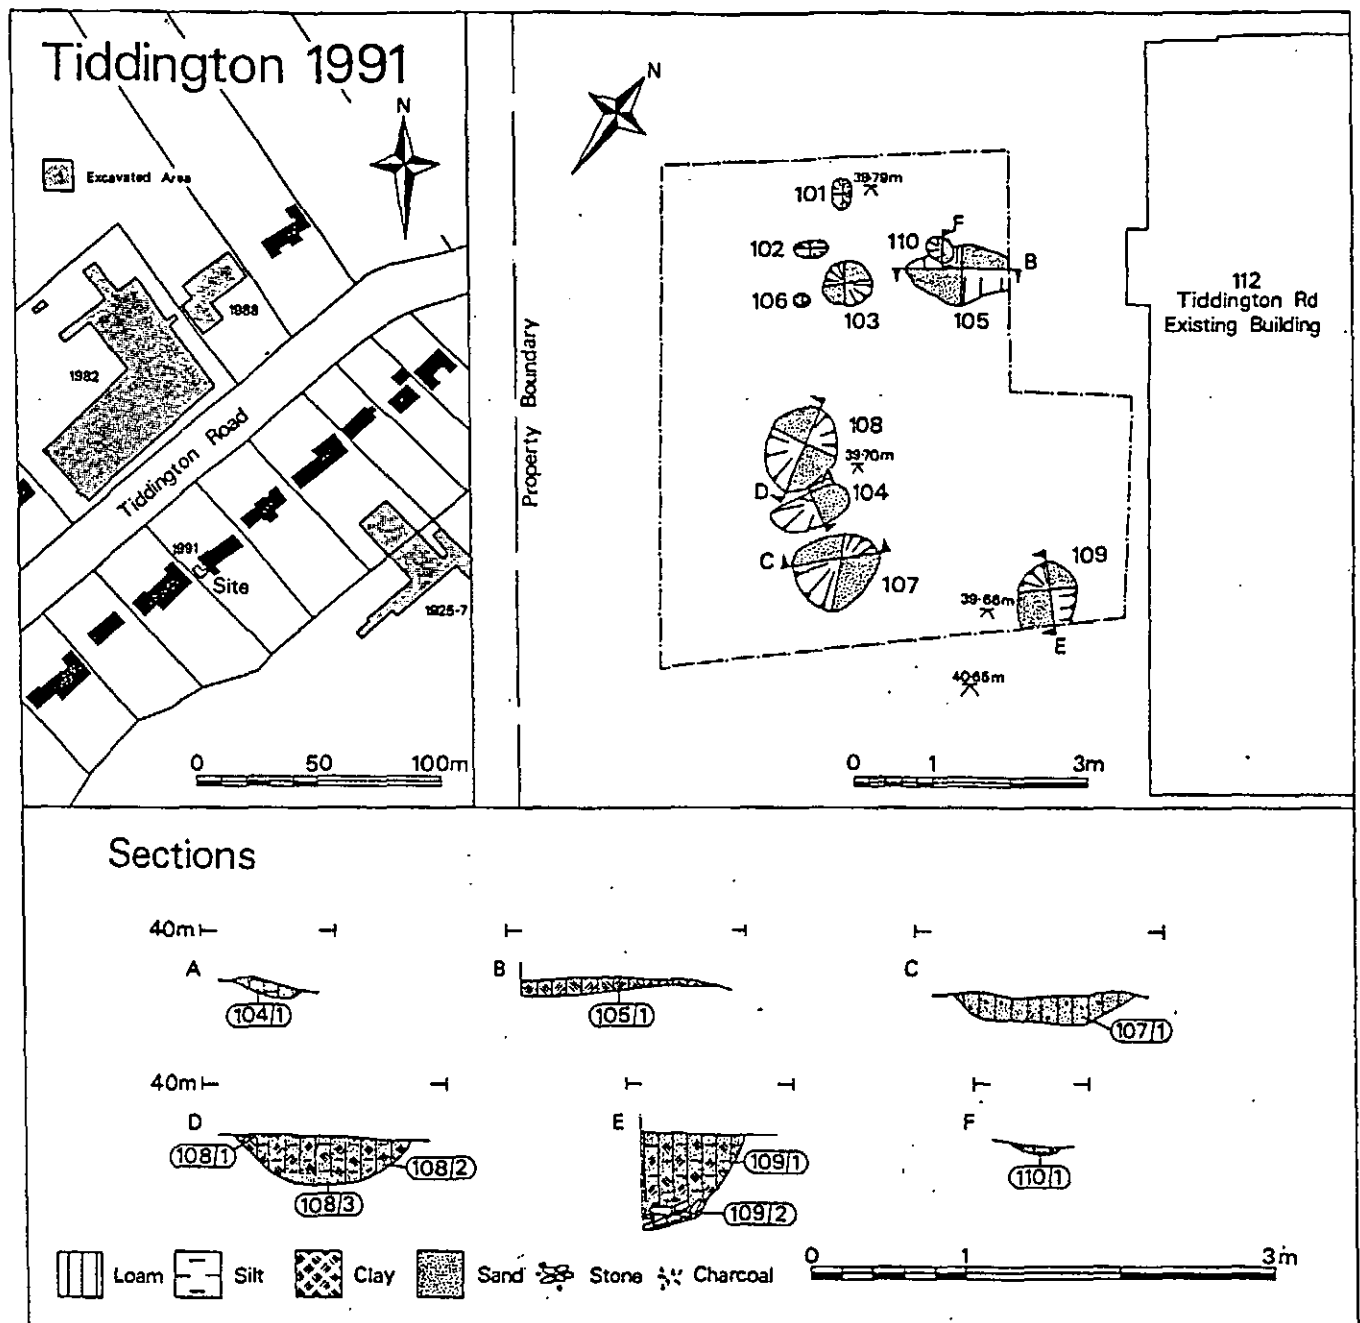 Tiddington 1991
N
Excavated Area
1988
1982
Tiddington Road
1991
Site
1925-7
0 50 100m
Property Boundary
N
101
39·79m
102
110
F
B
106
103
105
112
Tiddington Rd
Existing Building
108
39·70m
D
104
C
107
109
39·66m
E
40·65m
0 1 3m
Sections
40m
A
104/1
B
105/1
C
107/1
40m
D
108/1
108/2
108/3
E
109/1
109/2
F
110/1
Loam
Silt
Clay
Sand
Stone
Charcoal
0 1 3m